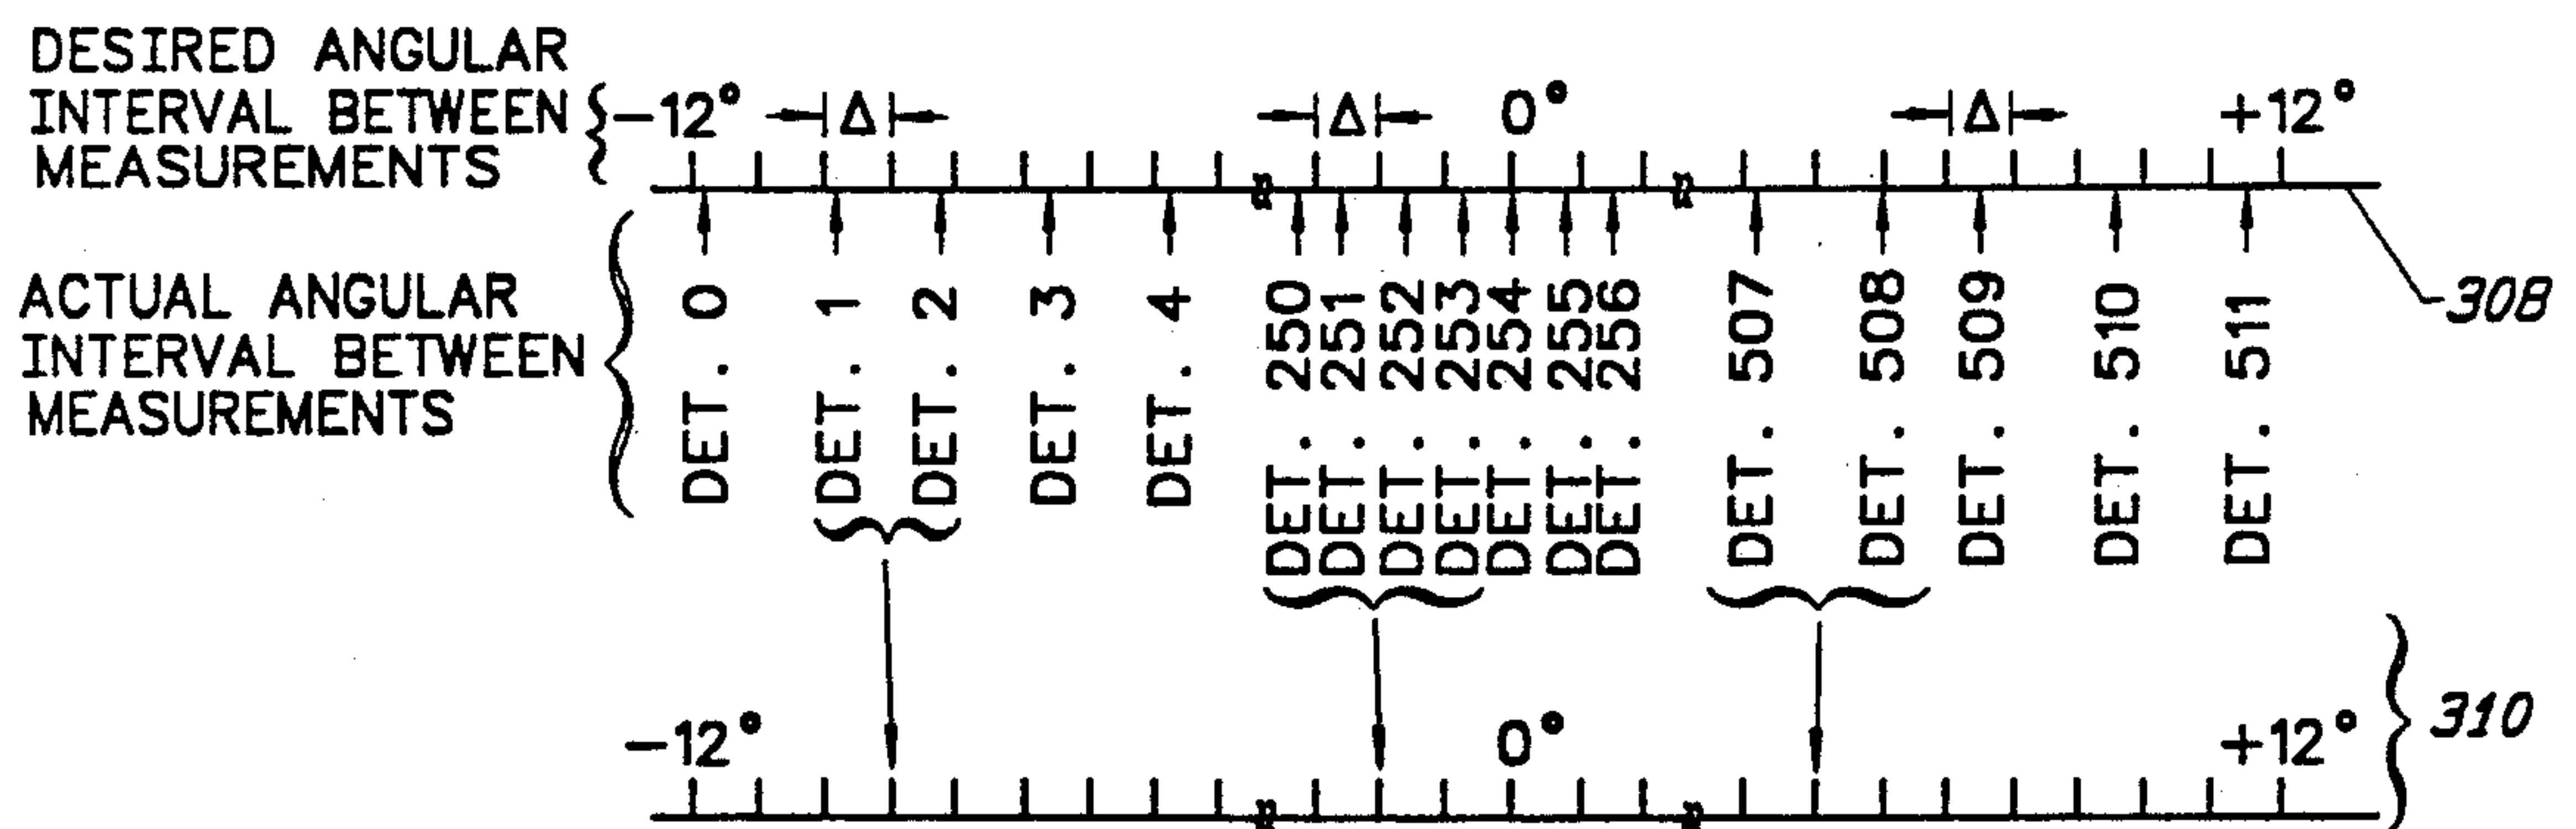 DESIRED ANGULAR
INTERVAL BETWEEN
MEASUREMENTS
-12° Δ Δ 0° Δ +12°
ACTUAL ANGULAR
INTERVAL BETWEEN
MEASUREMENTS
DET. 0
DET. 1
DET. 2
DET. 3
DET. 4
DET. 250
DET. 251
DET. 252
DET. 253
DET. 254
DET. 255
DET. 256
DET. 507
DET. 508
DET. 509
DET. 510
DET. 511
308
-12° 0° +12°
310